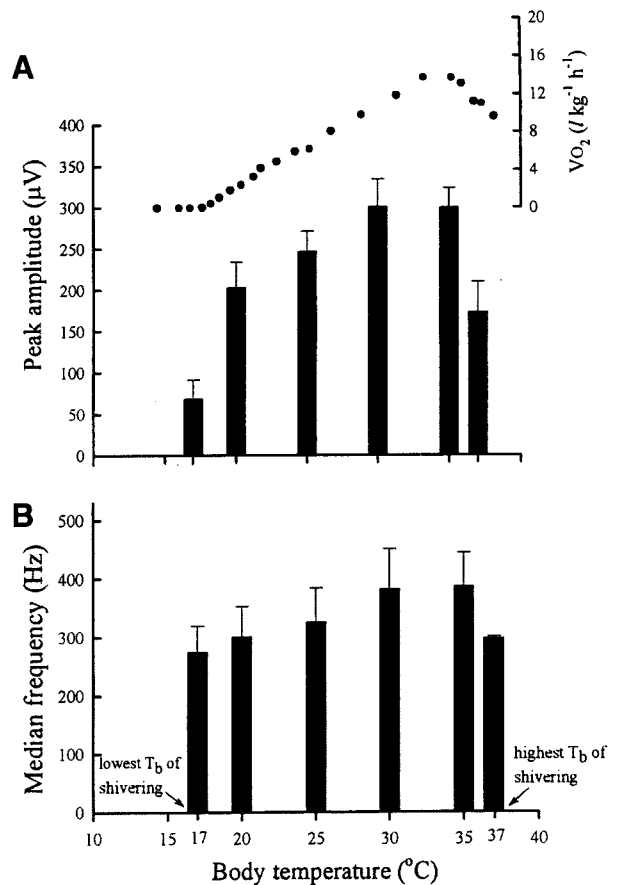 A
20
16
12
8
4
0
VO2 (l kg-1 h-1)
400
350
300
250
200
150
100
50
0
Peak amplitude (µV)
B
500
400
300
200
100
0
Median frequency (Hz)
lowest Tb of
shivering
highest Tb of
shivering
10 15 17 20 25 30 35 37 40
Body temperature (oC)